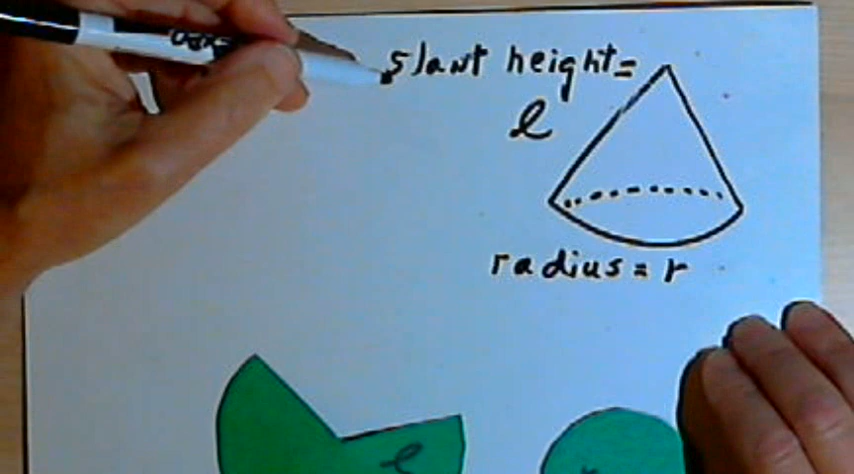 slant height=
l
radius = r
l